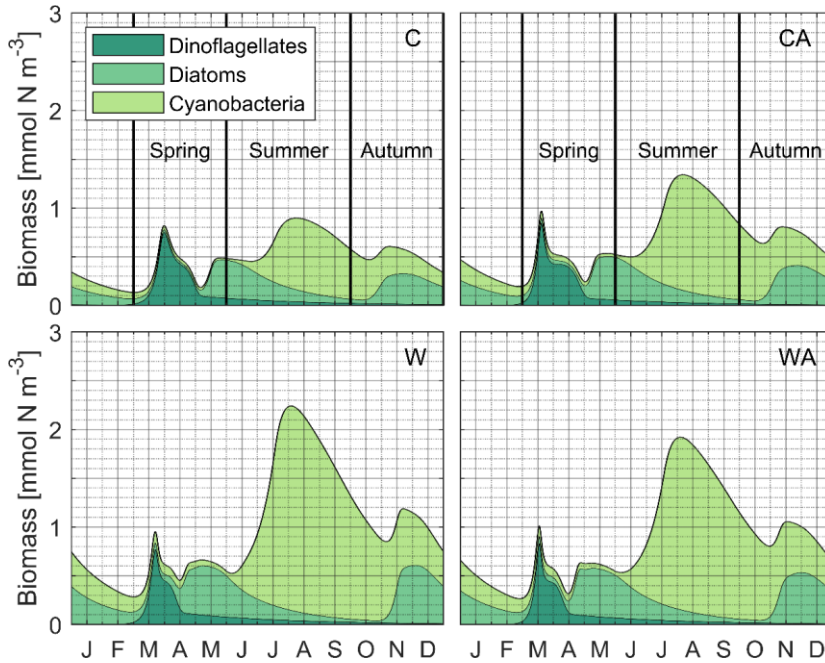 3
C
CA
Dinoflagellates
Diatoms
Cyanobacteria
2
Spring Summer Autumn
Spring Summer Autumn
1
0
Biomass [mmol N m-3]
3
W
WA
2
1
0
Biomass [mmol N m-3]
J F M A M J J A S O N D
J F M A M J J A S O N D